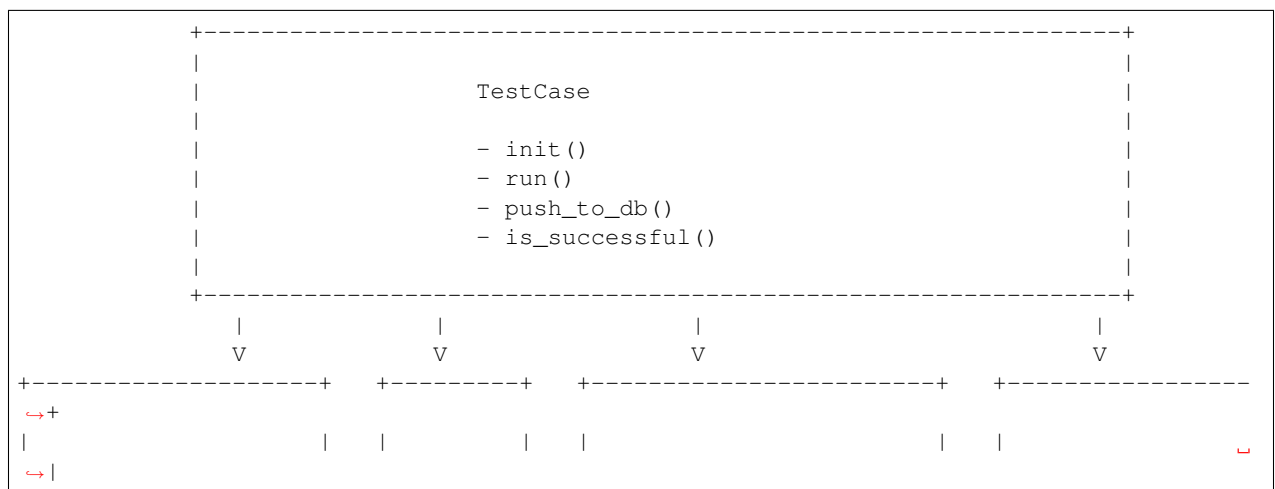 +----------------------------------------------------------------+
|                                                                |
|                   TestCase                                     |
|                                                                |
|                   - init()                                     |
|                   - run()                                      |
|                   - push_to_db()                               |
|                   - is_successful()                            |
|                                                                |
+----------------------------------------------------------------+
   |             |                 |                           |
   V             V                 V                           V
+--------------------+   +---------+   +------------------------+   +-----------------
↪+
|                    |   |         |   |                        |   |                 ␣
↪|